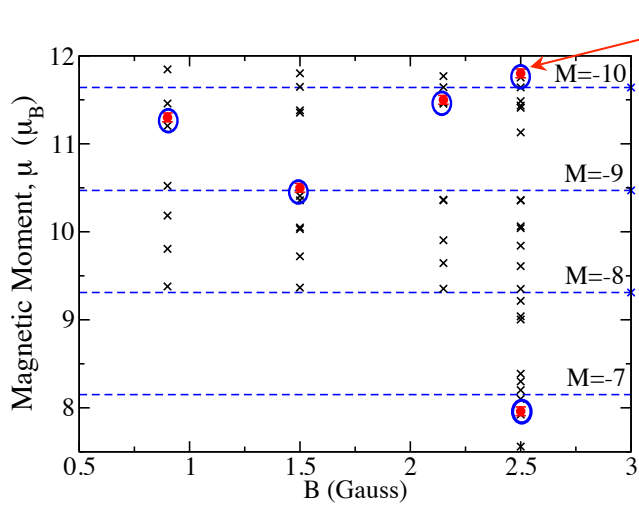 12
11
10
9
8
Magnetic Moment, μ (μB)
M=-10
M=-9
M=-8
M=-7
0.5 1 1.5 2 2.5 3
B (Gauss)